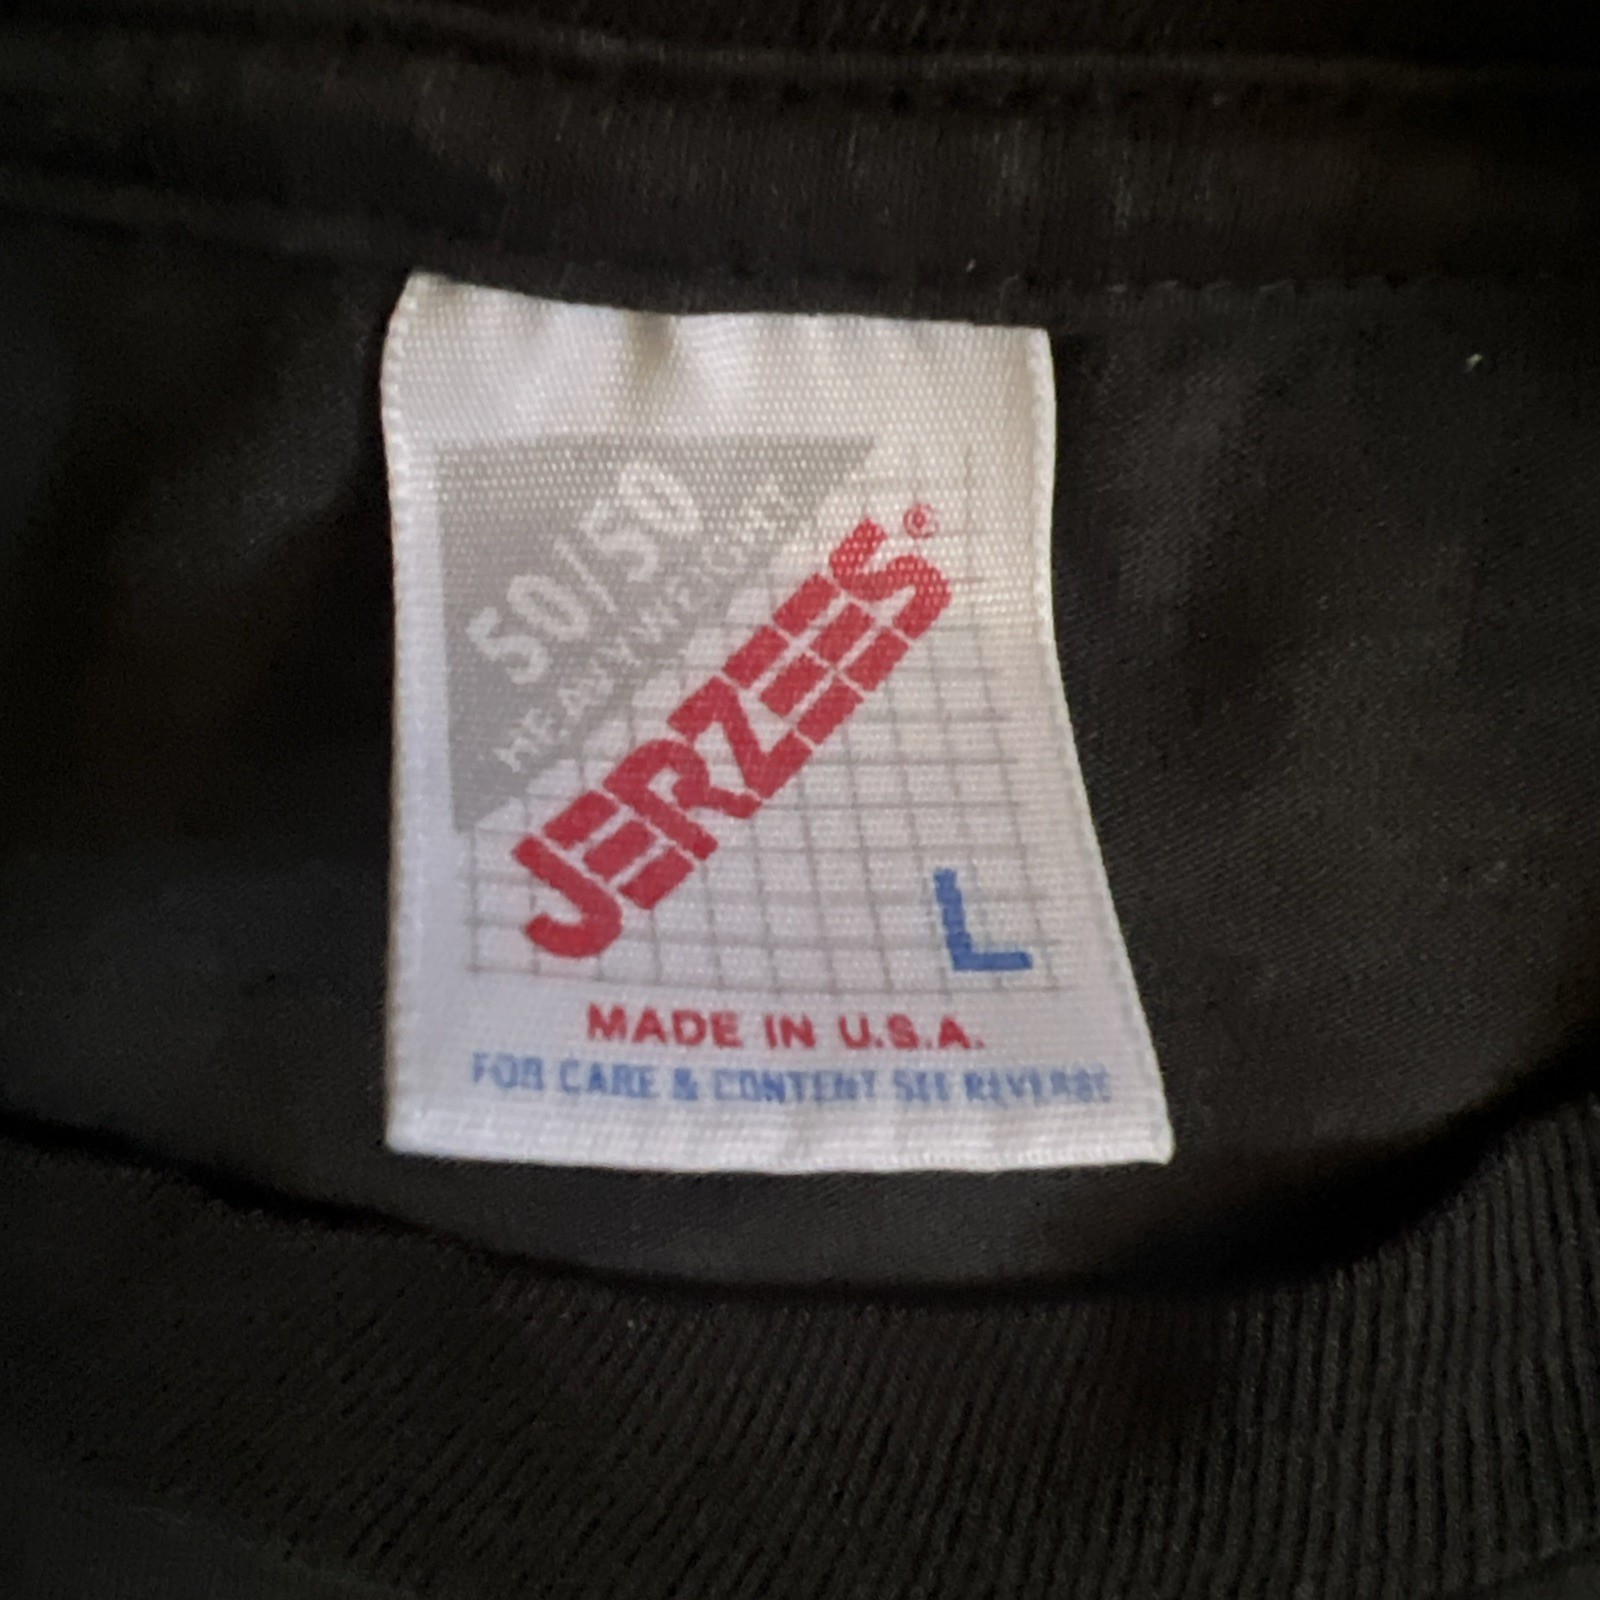 50/50
HEAVYWEIGHT
JERZEES®
L
MADE IN U.S.A.
FOR CARE & CONTENT SEE REVERSE